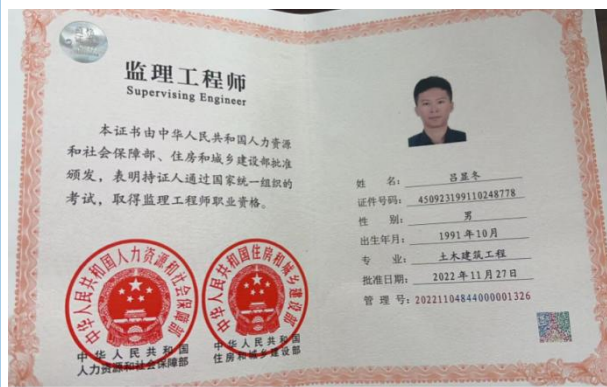 监理工程师
Supervising Engineer
本证书由中华人民共和国人力资源
和社会保障部、住房和城乡建设部批准
颁发，表明持证人通过国家统一组织的
考试，取得监理工程师职业资格。
中华人民共和国人力资源和社会保障部
中华人民共和国住房和城乡建设部
中华人民共和国
人力资源和社会保障部
中华人民共和国
住房和城乡建设部
姓 名：吕显冬
证件号码：450923199110248778
性 别：男
出生年月：1991年10月
专 业：土木建筑工程
批准日期：2022年11月27日
管 理 号：20221104844000001326